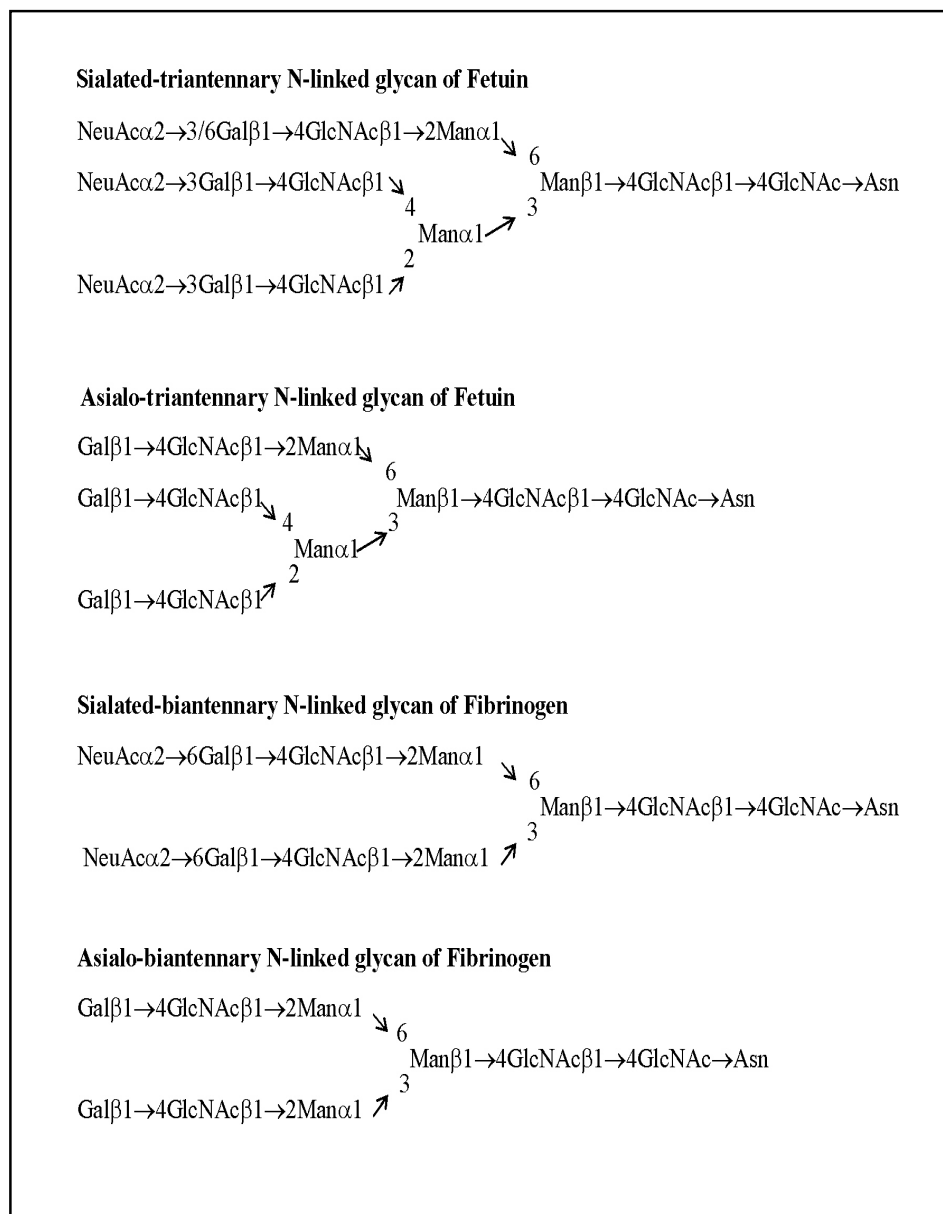 Sialated-triantennary N-linked glycan of Fetuin
NeuAcα2→3/6Galβ1→4GlcNAcβ1→2Manα1↘
6
NeuAcα2→3Galβ1→4GlcNAcβ1↘
Manβ1→4GlcNAcβ1→4GlcNAc→Asn
4
3
Manα1↗
2
NeuAcα2→3Galβ1→4GlcNAcβ1↗
Asialo-triantennary N-linked glycan of Fetuin
Galβ1→4GlcNAcβ1→2Manα1↘
6
Galβ1→4GlcNAcβ1↘
Manβ1→4GlcNAcβ1→4GlcNAc→Asn
4
3
Manα1↗
2
Galβ1→4GlcNAcβ1↗
Sialated-biantennary N-linked glycan of Fibrinogen
NeuAcα2→6Galβ1→4GlcNAcβ1→2Manα1 ↘
6
Manβ1→4GlcNAcβ1→4GlcNAc→Asn
3
NeuAcα2→6Galβ1→4GlcNAcβ1→2Manα1 ↗
Asialo-biantennary N-linked glycan of Fibrinogen
Galβ1→4GlcNAcβ1→2Manα1 ↘
6
Manβ1→4GlcNAcβ1→4GlcNAc→Asn
3
Galβ1→4GlcNAcβ1→2Manα1 ↗